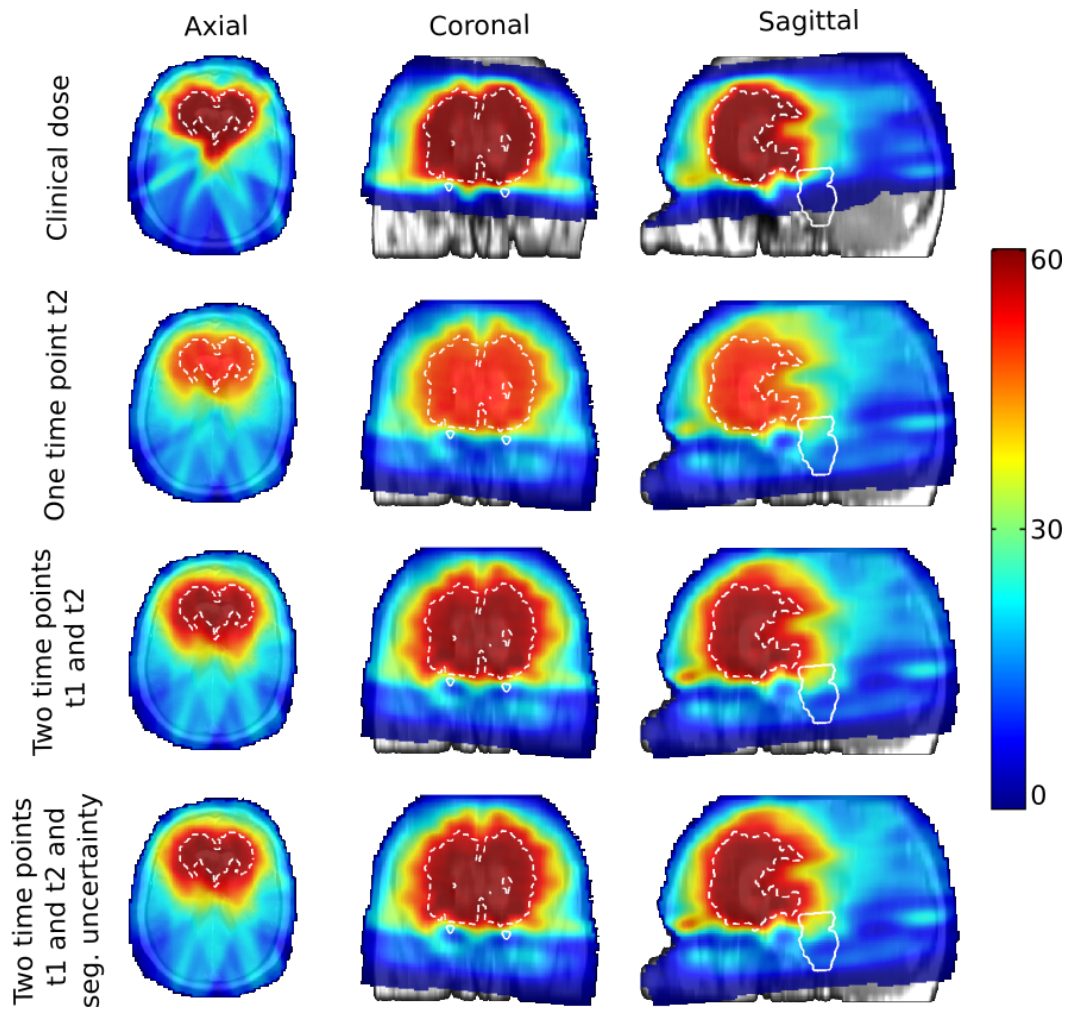 Axial
Coronal
Sagittal
Clinical dose
One time point t2
Two time points
t1 and t2
Two time points
t1 and t2 and
seg. uncertainty
60
30
0